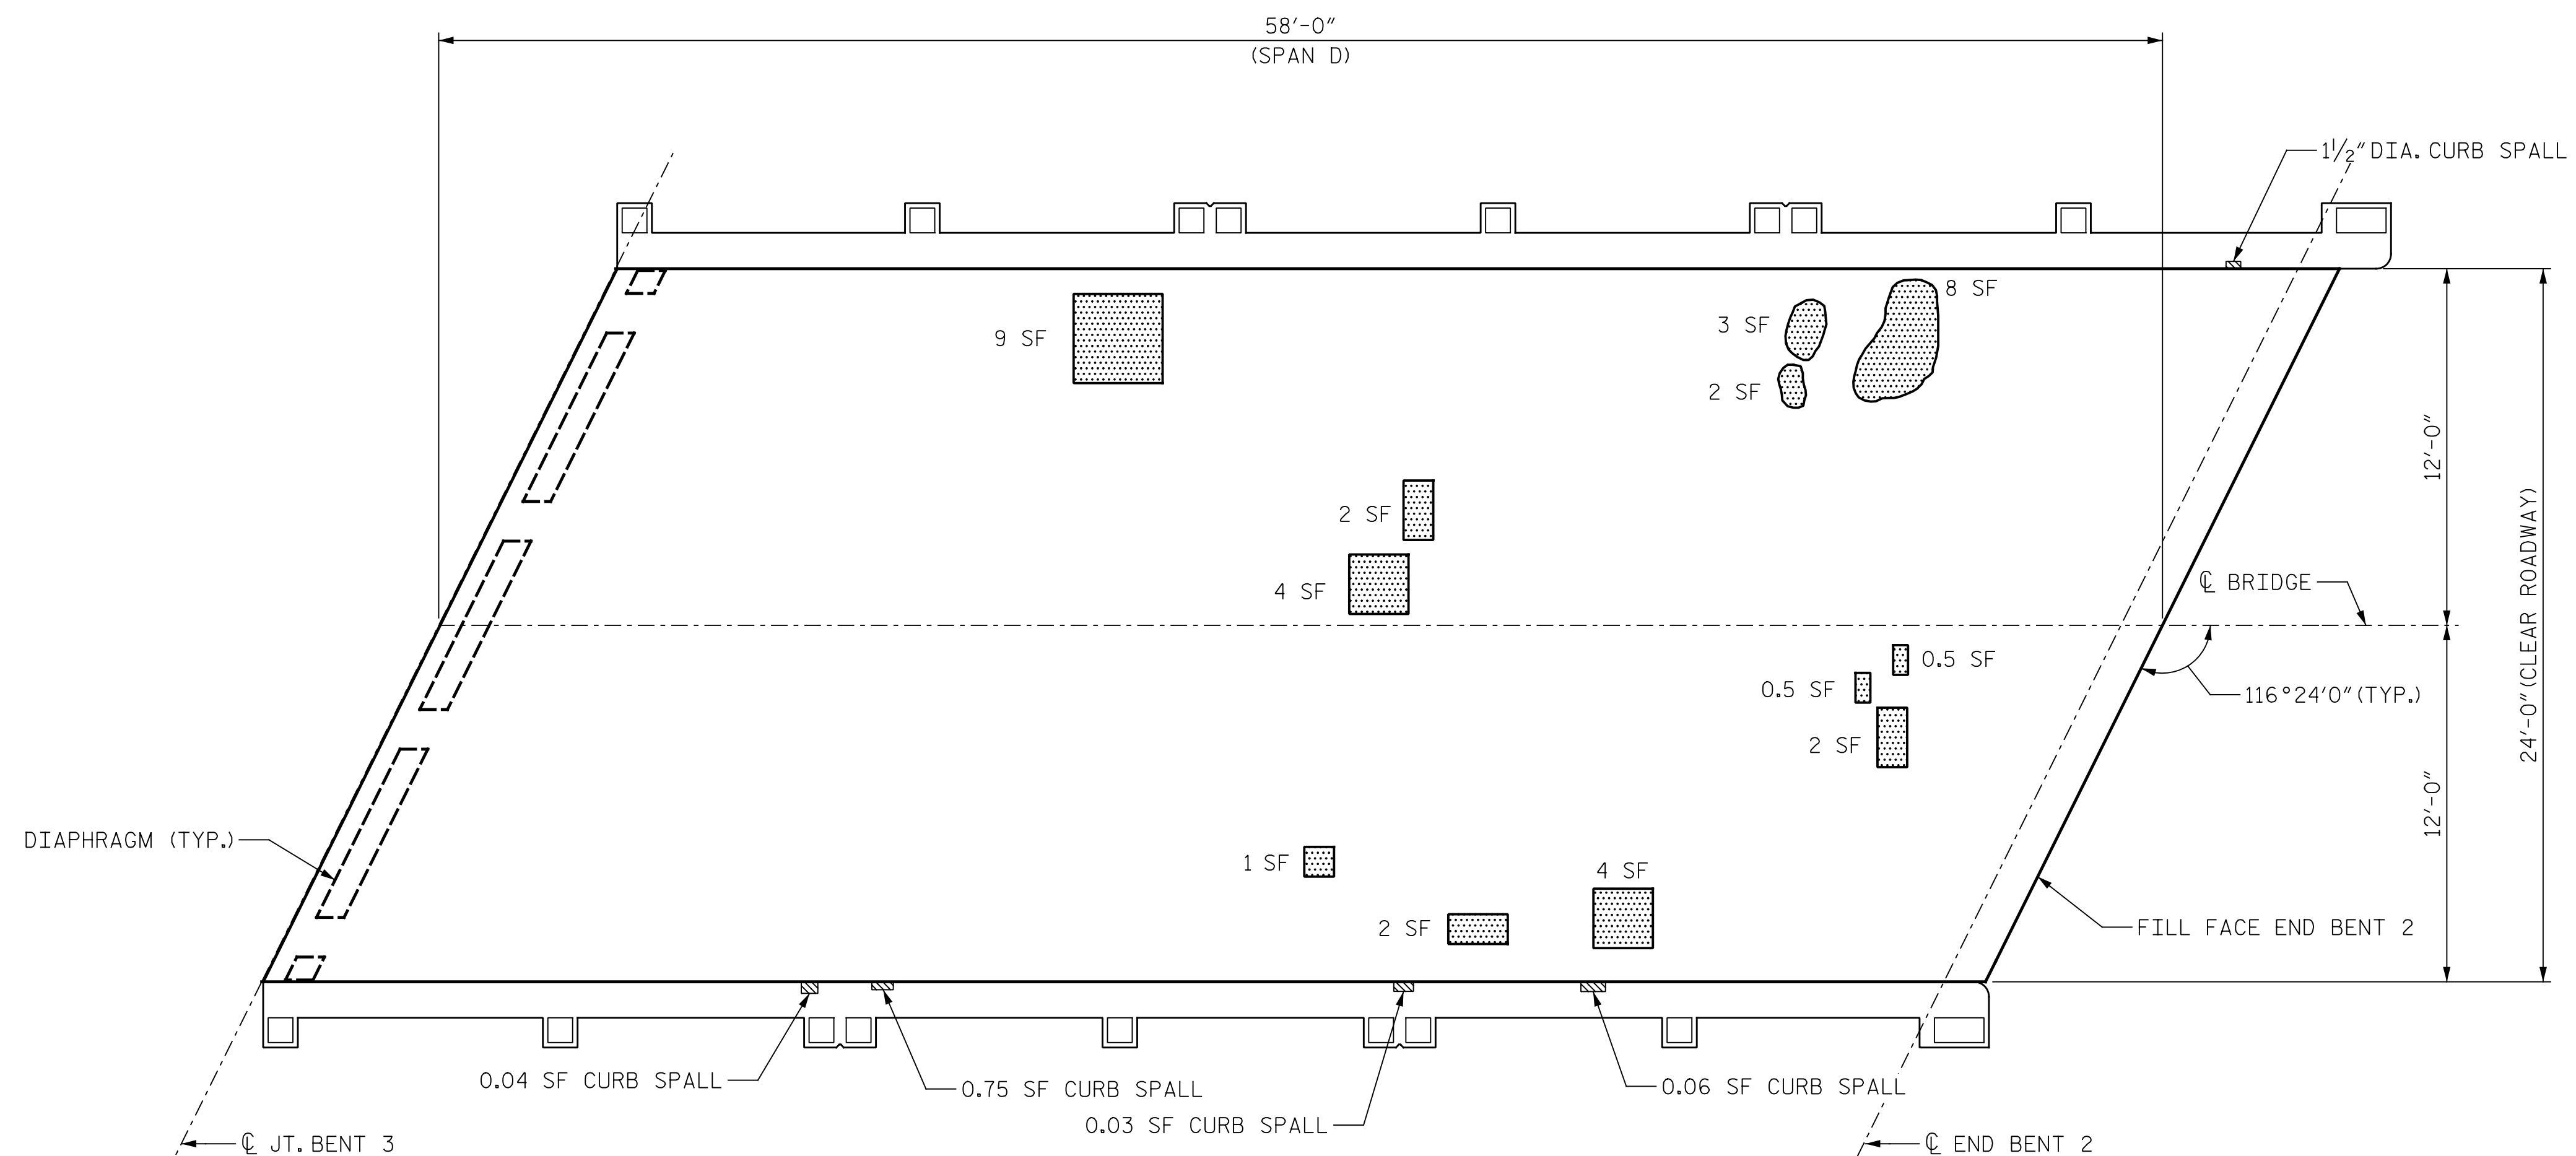 58'-0"
(SPAN D)
1½" DIA. CURB SPALL
8 SF
3 SF
9 SF
2 SF
12'-0"
2 SF
24'-0" (CLEAR ROADWAY)
℄ BRIDGE
4 SF
0.5 SF
0.5 SF
116°24'0" (TYP.)
2 SF
12'-0"
DIAPHRAGM (TYP.)
1 SF
4 SF
2 SF
FILL FACE END BENT 2
0.04 SF CURB SPALL
0.75 SF CURB SPALL
0.06 SF CURB SPALL
0.03 SF CURB SPALL
℄ JT. BENT 3
℄ END BENT 2